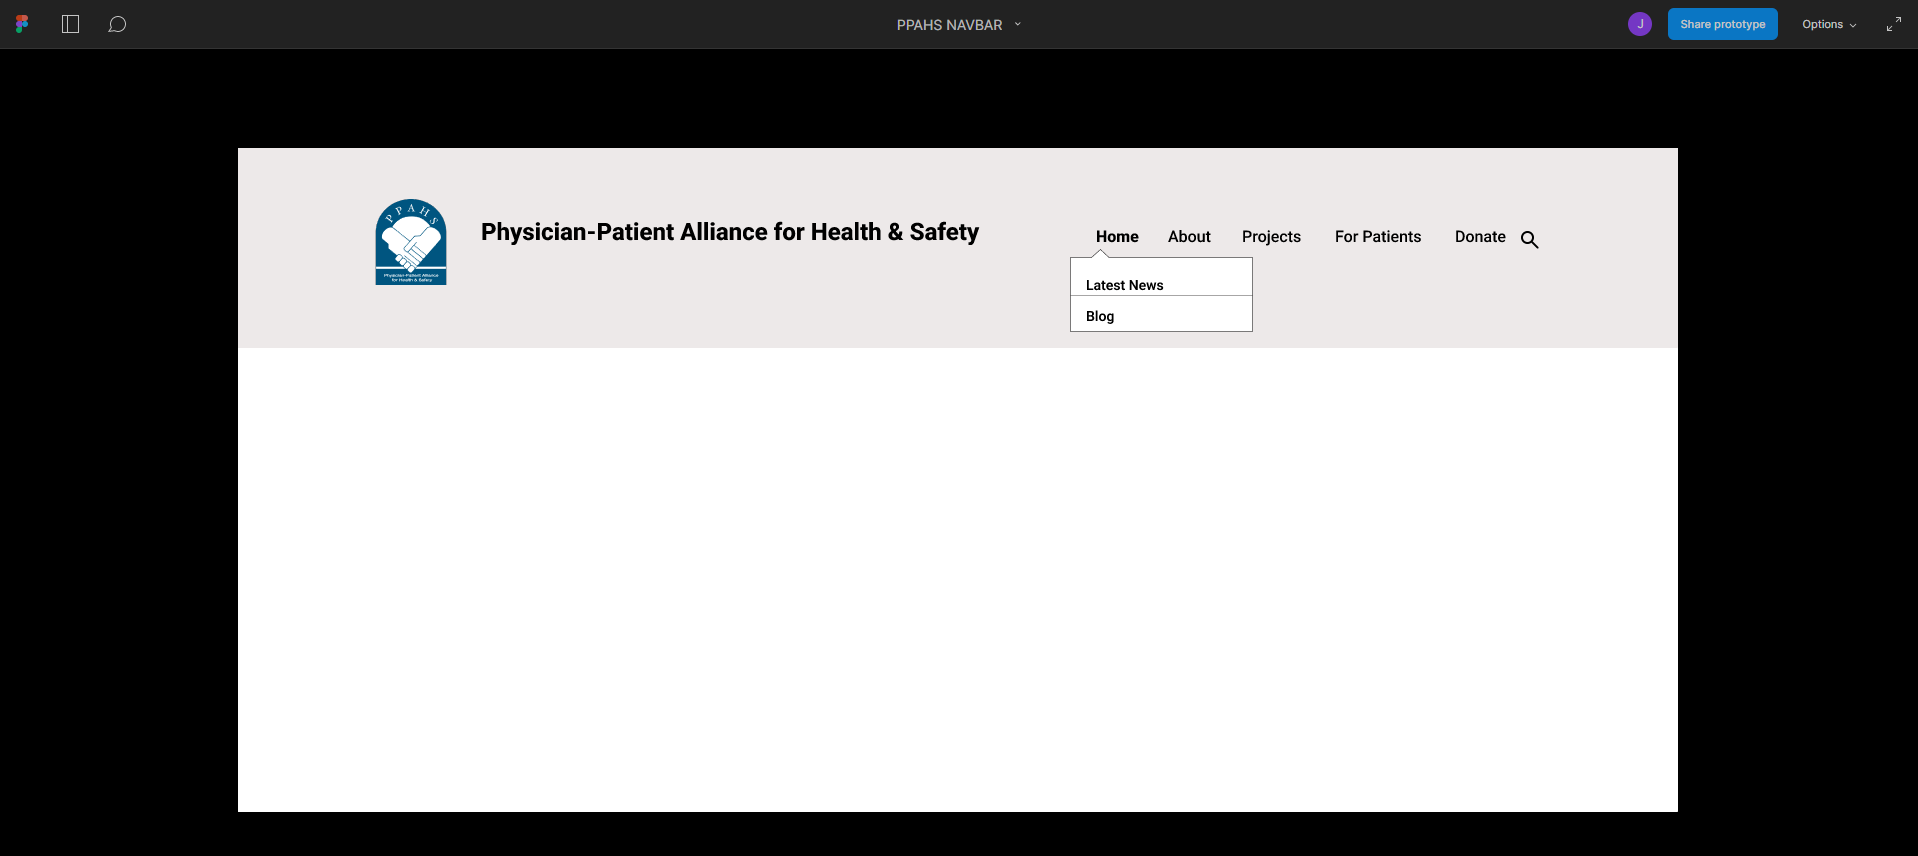 PPAHS NAVBAR
J
Share prototype
Options
PPAHS
Physician-Patient Alliance
for Health & Safety
Physician-Patient Alliance for Health & Safety
Home About Projects For Patients Donate
Latest News
Blog